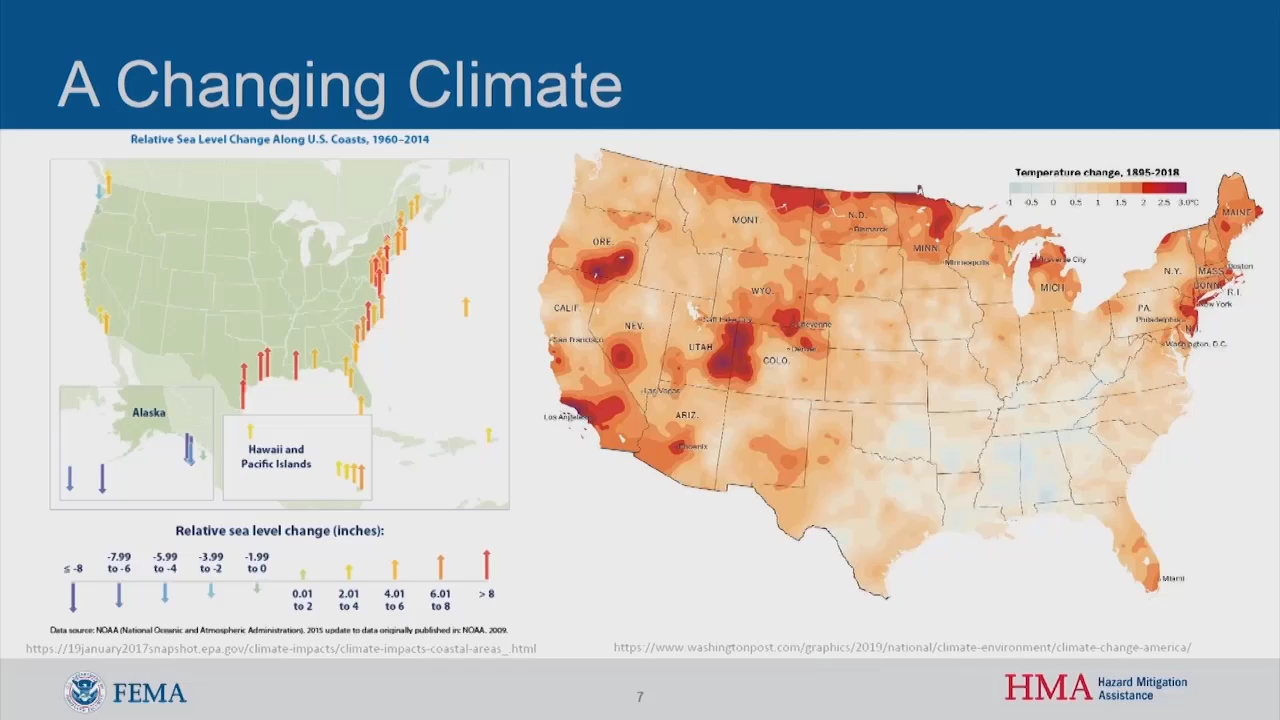 A Changing Climate
Relative Sea Level Change Along U.S. Coasts, 1960–2014
Alaska
Hawaii and
Pacific Islands
Relative sea level change (inches):
≤ -8
-7.99
to -6
-5.99
to -4
-3.99
to -2
-1.99
to 0
0.01
to 2
2.01
to 4
4.01
to 6
6.01
to 8
> 8
Data source: NOAA (National Oceanic and Atmospheric Administration). 2015 update to data originally published in: NOAA. 2009.
https://19january2017snapshot.epa.gov/climate-impacts/climate-impacts-coastal-areas_.html
Temperature change, 1895-2018
-1 -0.5 0 0.5 1 1.5 2 2.5 3.0°C
MONT.
N.D.
Bismarck
MINN.
Minneapolis
MAINE
ORE.
Traverse City
MICH.
N.Y.
MASS.
Boston
CONN.
R.I.
New York
WYO.
CALIF.
PA.
Philadelphia
N.J.
NEV.
Salt Lake City
Cheyenne
San Francisco
UTAH
Denver
COLO.
Washington, D.C.
Las Vegas
Los Angeles
ARIZ.
Phoenix
Miami
https://www.washingtonpost.com/graphics/2019/national/climate-environment/climate-change-america/
FEMA
7
HMA
Hazard Mitigation
Assistance